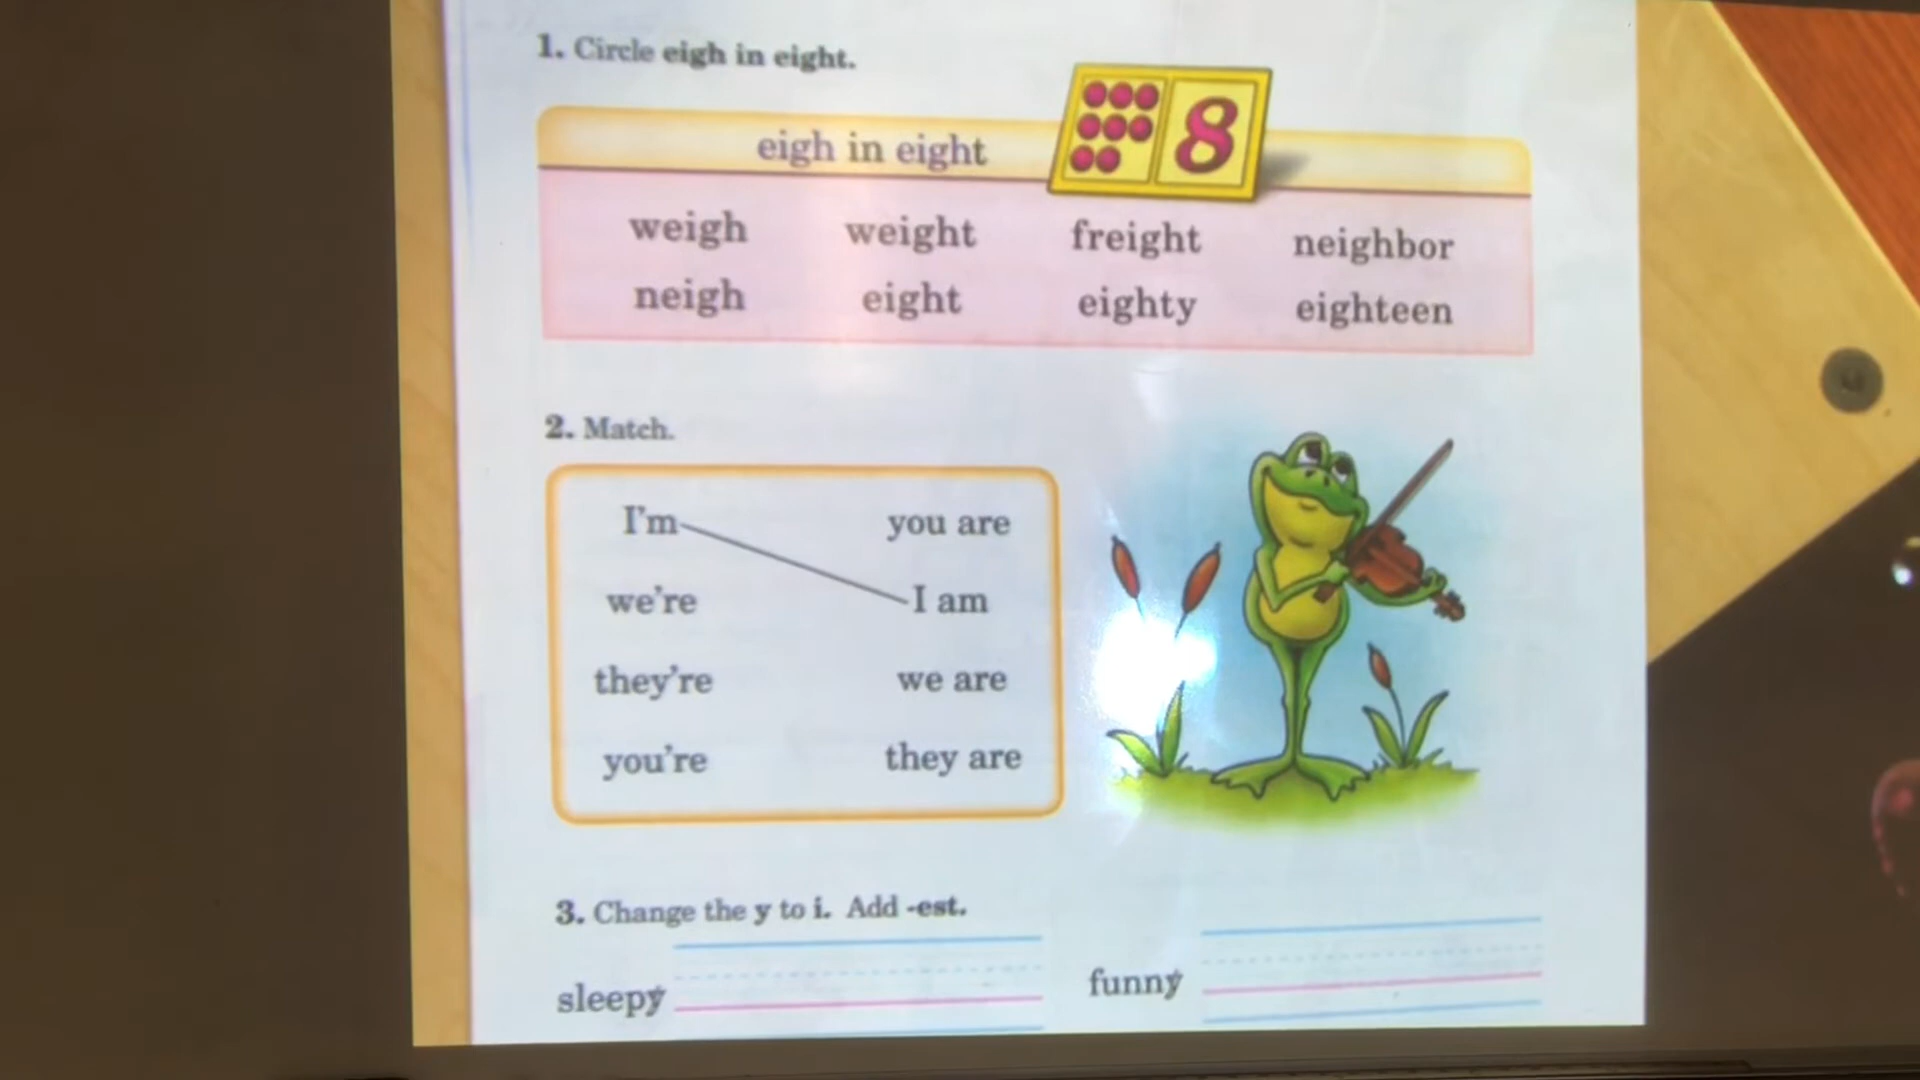 1. Circle eigh in eight.
eigh in eight
8
weigh weight freight neighbor
neigh eight eighty eighteen
2. Match.
I'm you are
we're I am
they're we are
you're they are
3. Change the y to i. Add -est.
sleepy funny